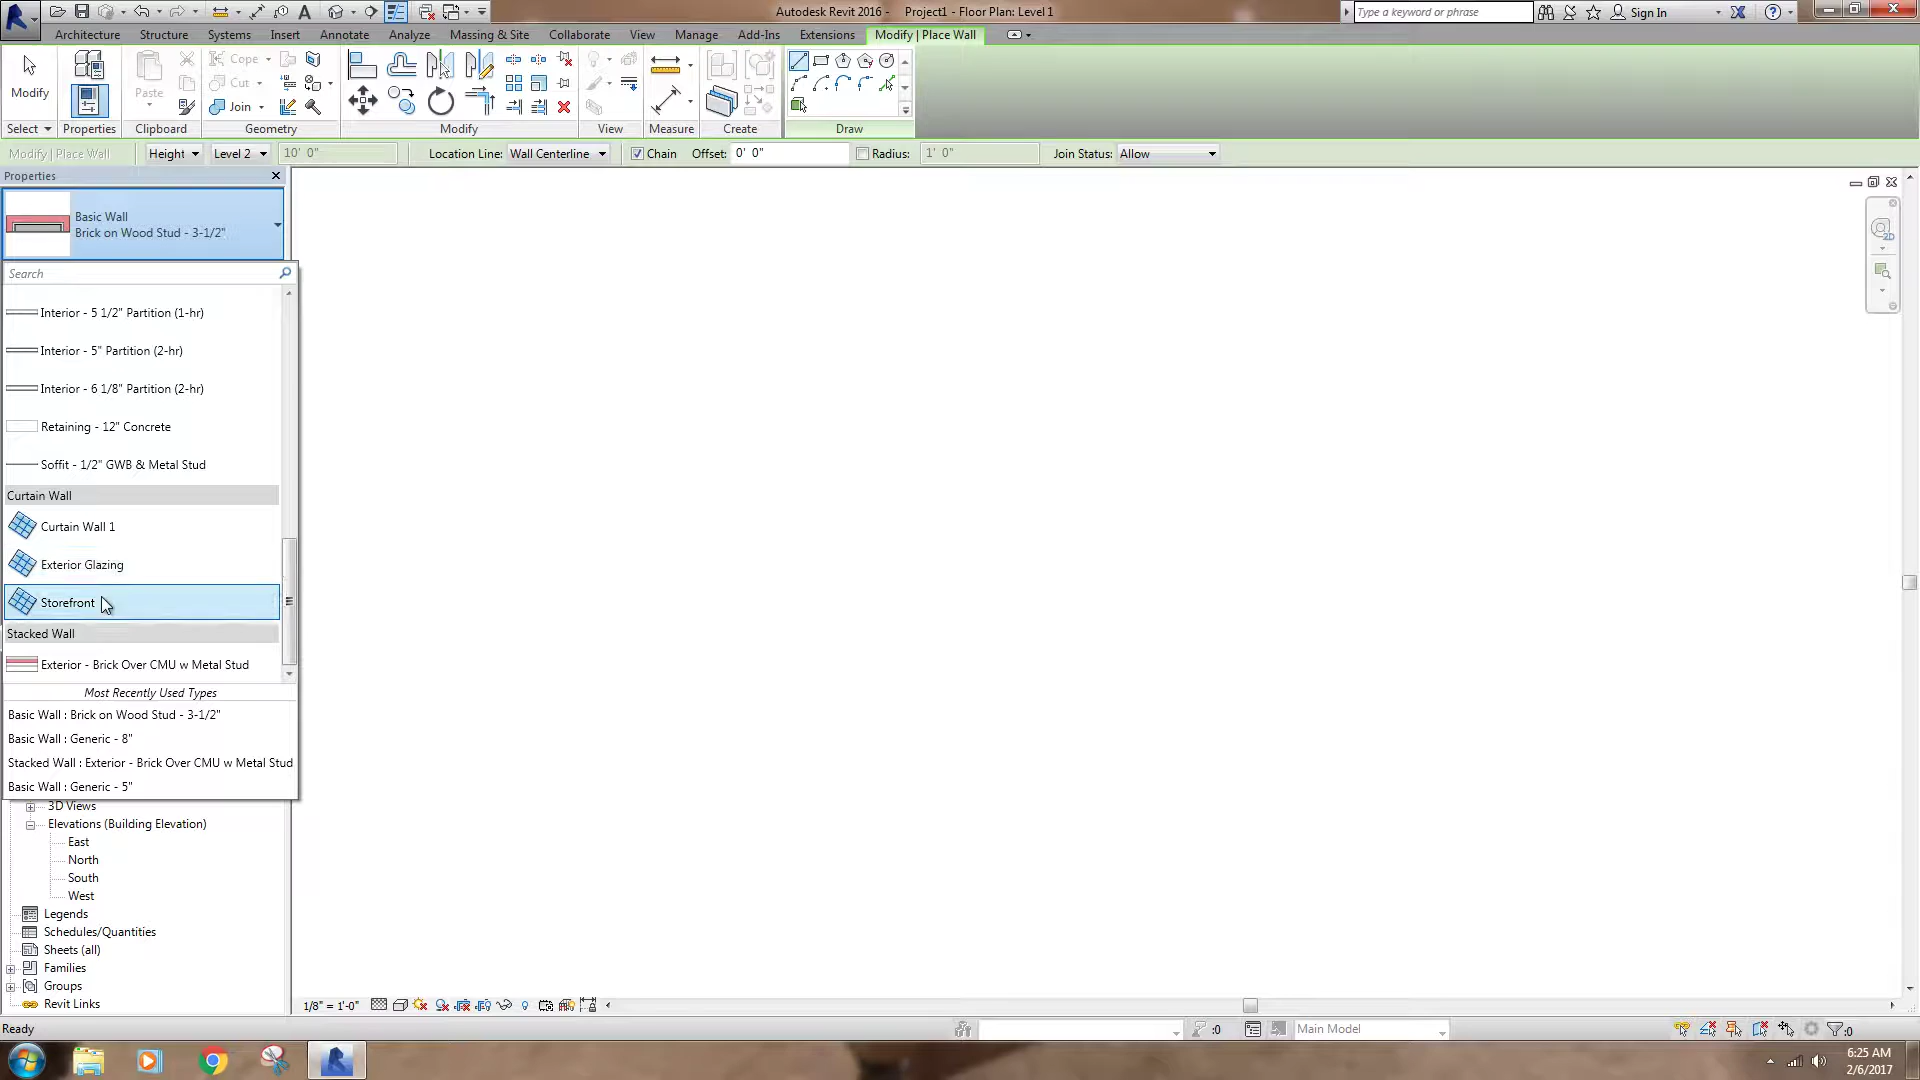 Autodesk Revit 2016 - Project1 - Floor Plan: Level 1
Type a keyword or phrase
Sign In
Architecture Structure Systems Insert Annotate Analyze Massing & Site Collaborate View Manage Add-Ins Extensions Modify | Place Wall
Modify
Paste
Cope
Cut
Join
Select Properties Clipboard Geometry Modify View Measure Create Draw
Modify | Place Wall Height Level 2 10' 0" Location Line: Wall Centerline Chain Offset: 0' 0" Radius: 1' 0" Join Status: Allow
Properties
Basic Wall
Brick on Wood Stud - 3-1/2"
Search
Interior - 5 1/2" Partition (1-hr)
Interior - 5" Partition (2-hr)
Interior - 6 1/8" Partition (2-hr)
Retaining - 12" Concrete
Soffit - 1/2" GWB & Metal Stud
Curtain Wall
Curtain Wall 1
Exterior Glazing
Storefront
Stacked Wall
Exterior - Brick Over CMU w Metal Stud
Most Recently Used Types
Basic Wall : Brick on Wood Stud - 3-1/2"
Basic Wall : Generic - 8"
Stacked Wall : Exterior - Brick Over CMU w Metal Stud
Basic Wall : Generic - 5"
3D Views
Elevations (Building Elevation)
East
North
South
West
Legends
Schedules/Quantities
Sheets (all)
Families
Groups
Revit Links
2D
1/8" = 1'-0"
Ready
:0
Main Model
:0
6:25 AM
2/6/2017